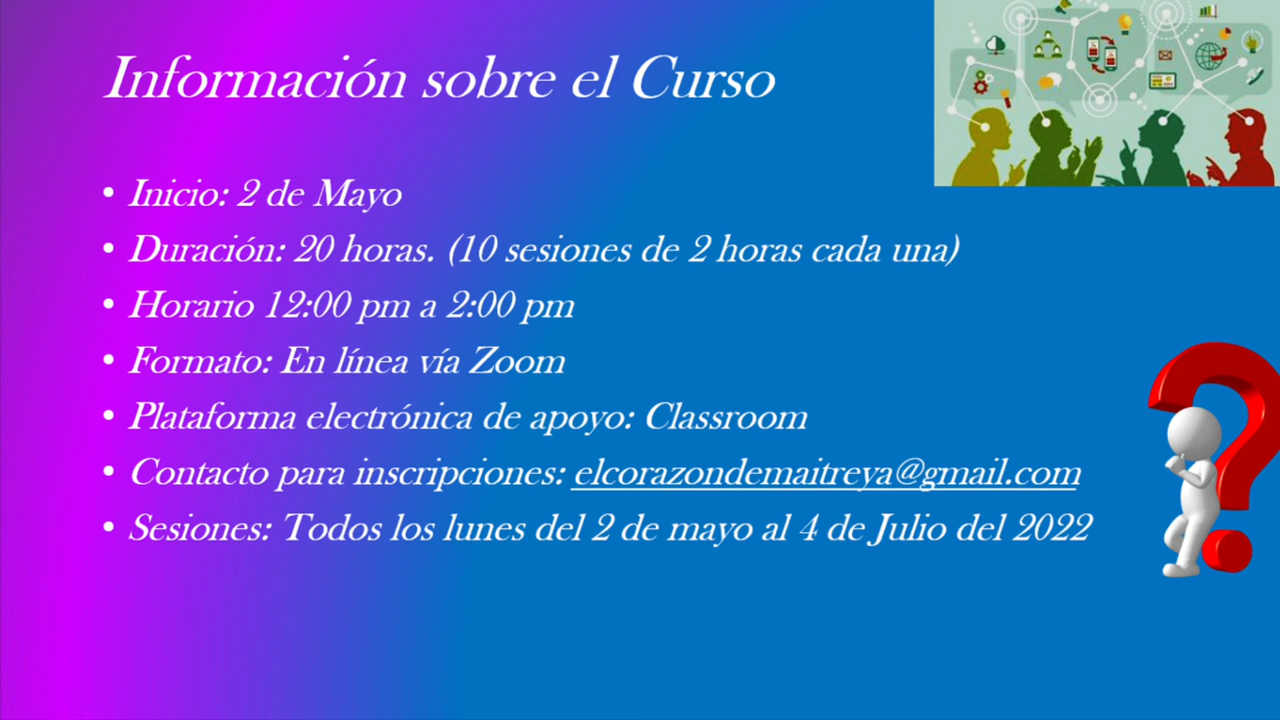 Información sobre el Curso
• Inicio: 2 de Mayo
• Duración: 20 horas. (10 sesiones de 2 horas cada una)
• Horario 12:00 pm a 2:00 pm
• Formato: En línea vía Zoom
• Plataforma electrónica de apoyo: Classroom
• Contacto para inscripciones: elcorazondemaitreya@gmail.com
• Sesiones: Todos los lunes del 2 de mayo al 4 de Julio del 2022